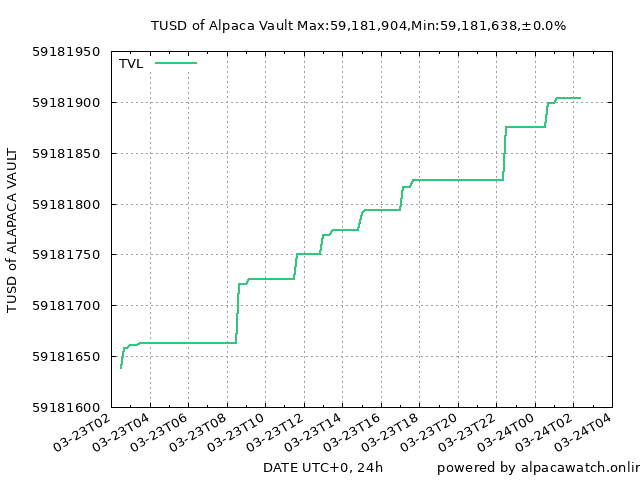 TUSD of Alpaca Vault Max:59,181,904,Min:59,181,638,±0.0%
TVL
59181950
59181900
59181850
59181800
59181750
59181700
59181650
59181600
TUSD of ALAPACA VAULT
03-23T02
03-23T04
03-23T06
03-23T08
03-23T10
03-23T12
03-23T14
03-23T16
03-23T18
03-23T20
03-23T22
03-24T00
03-24T02
03-24T04
DATE UTC+0, 24h
powered by alpacawatch.onlin